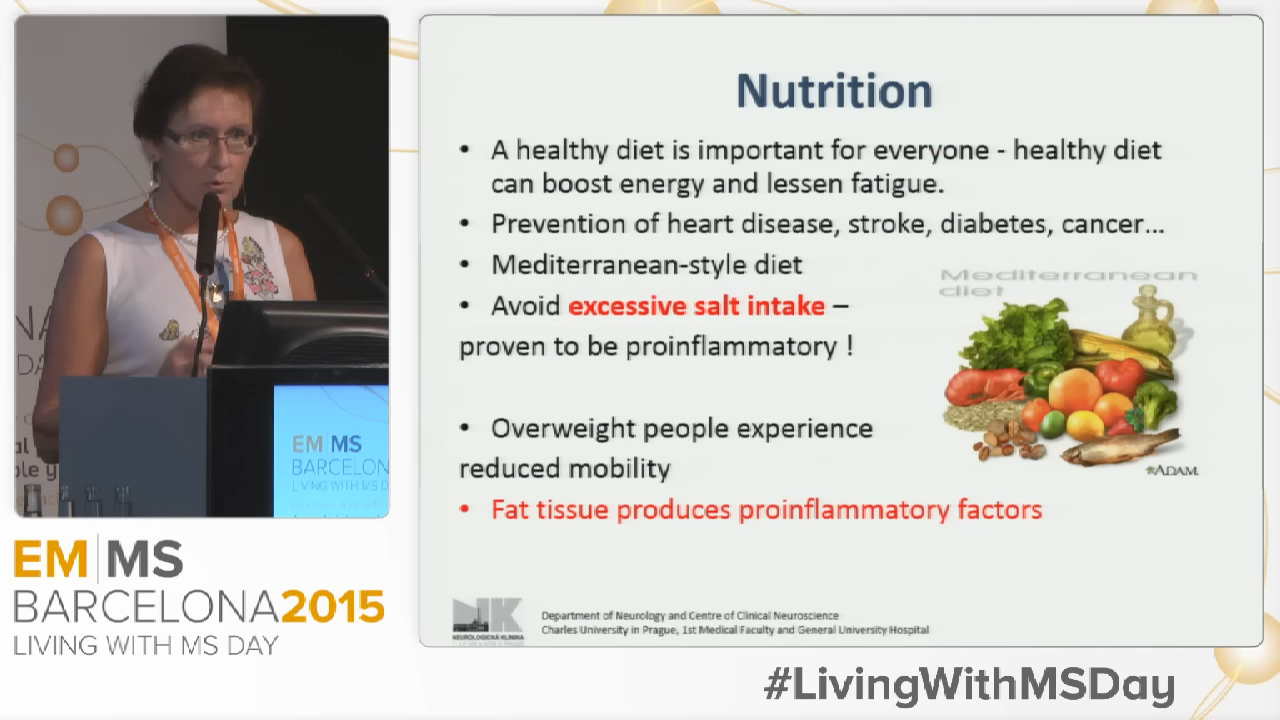 Nutrition
• A healthy diet is important for everyone - healthy diet
can boost energy and lessen fatigue.
• Prevention of heart disease, stroke, diabetes, cancer...
• Mediterranean-style diet
• Avoid excessive salt intake –
proven to be proinflammatory !
Mediterranean
diet
• Overweight people experience
reduced mobility
ADAM.
• Fat tissue produces proinflammatory factors
NK
NEUROLOGICKÁ KLINIKA
Department of Neurology and Centre of Clinical Neuroscience
Charles University in Prague, 1st Medical Faculty and General University Hospital
EM|MS
BARCELON
LIVING WITH MS D
EM|MS
BARCELONA2015
LIVING WITH MS DAY
#LivingWithMSDay